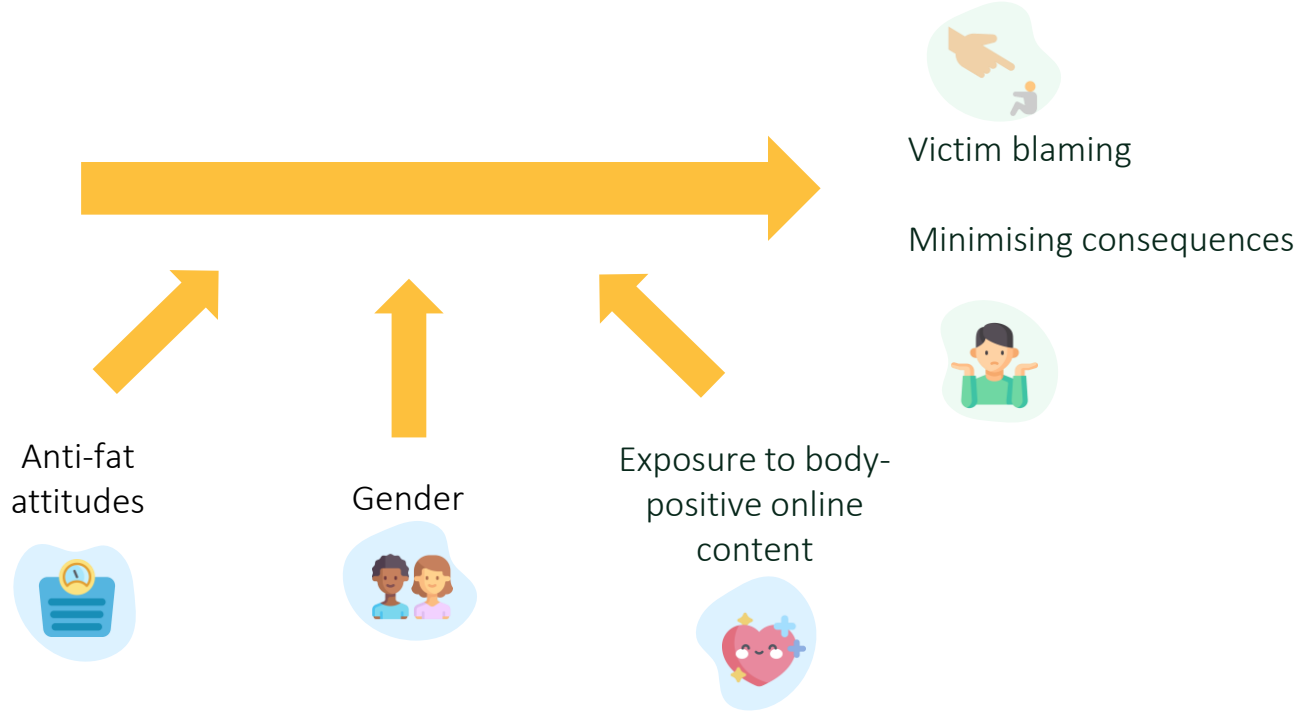 Victim blaming
Minimising consequences
Anti-fat
attitudes
Gender
Exposure to body-
positive online
content